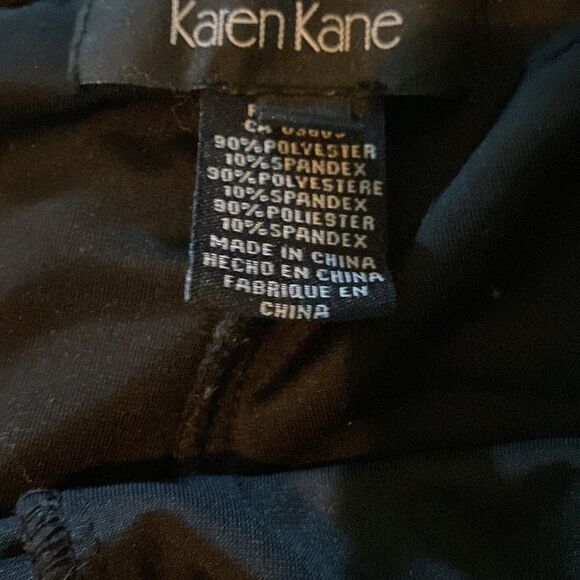 Karen Kane
90%POLYESTER
10%SPANDEX
90%POLYESTERE
10%SPANDEX
90%POLIESTER
10%SPANDEX
MADE IN CHINA
HECHO EN CHINA
FABRIQUE EN
CHINA